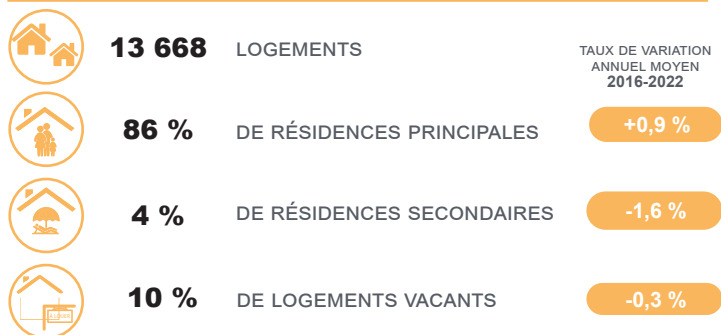 13 668 LOGEMENTS
TAUX DE VARIATION
ANNUEL MOYEN
2016-2022
86 % DE RÉSIDENCES PRINCIPALES +0,9 %
4 % DE RÉSIDENCES SECONDAIRES -1,6 %
10 % DE LOGEMENTS VACANTS -0,3 %